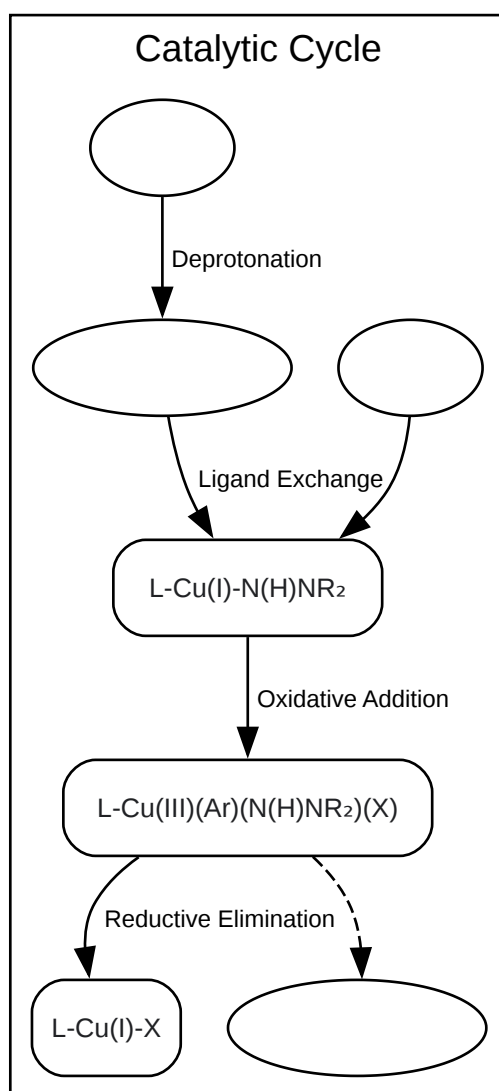 Catalytic Cycle
Deprotonation
Ligand Exchange
L-Cu(I)-N(H)NR₂
Oxidative Addition
L-Cu(III)(Ar)(N(H)NR₂)(X)
Reductive Elimination
L-Cu(I)-X